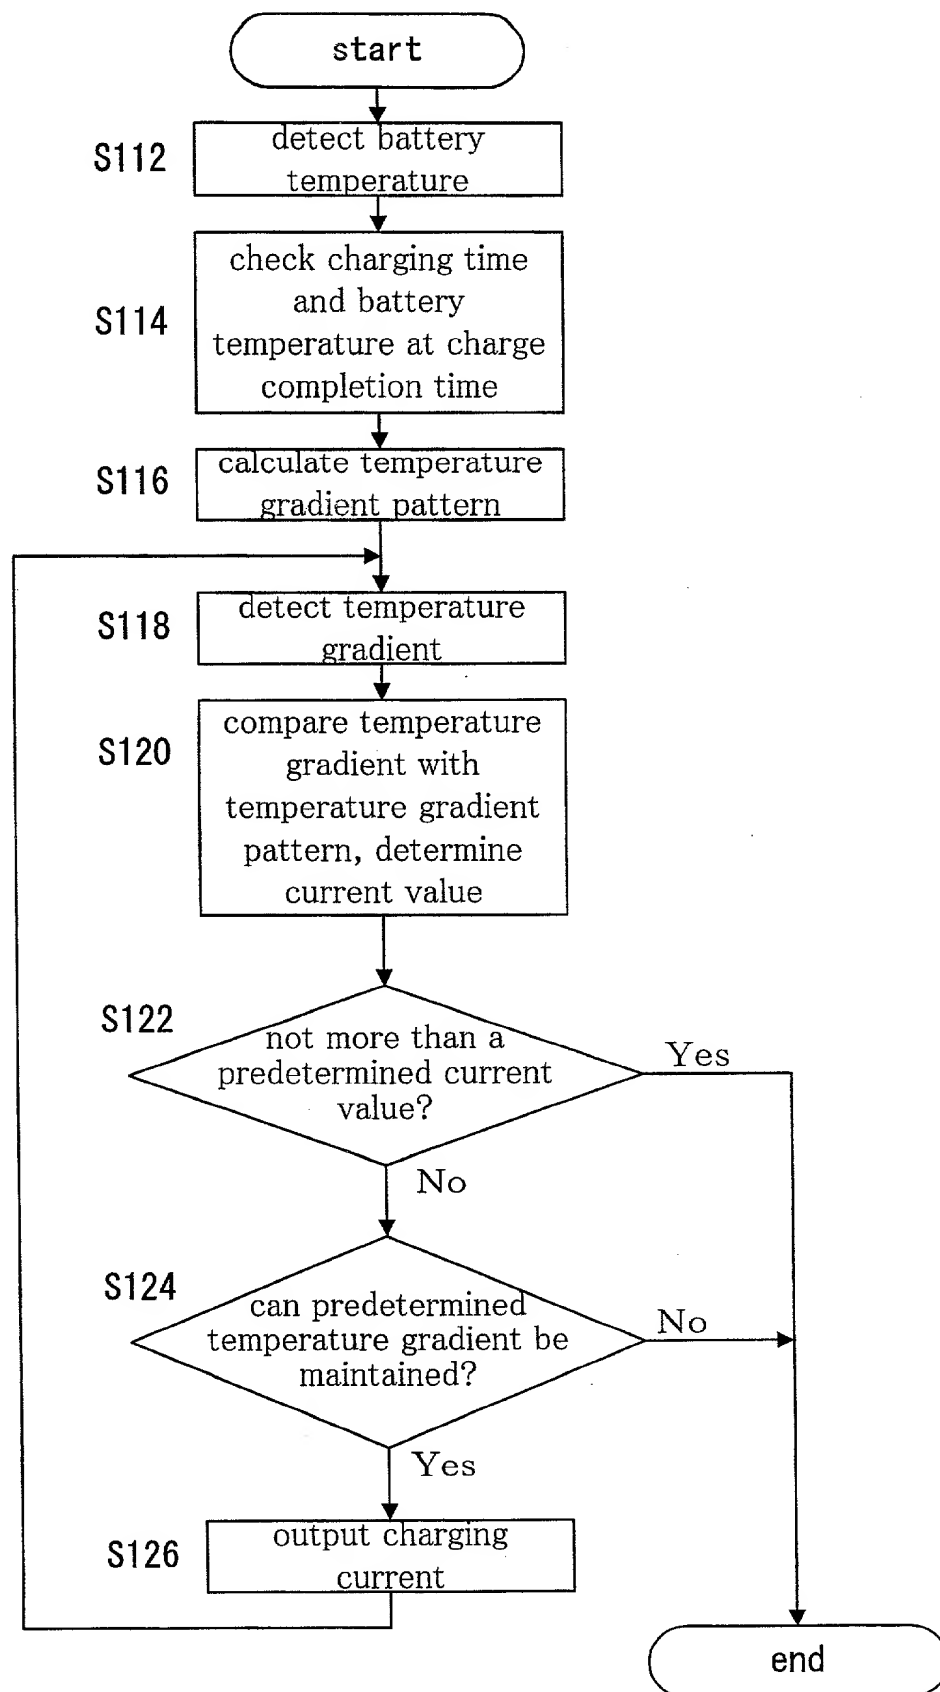 start
S112
detect battery
temperature
S114
check charging time
and battery
temperature at charge
completion time
S116
calculate temperature
gradient pattern
S118
detect temperature
gradient
S120
compare temperature
gradient with
temperature gradient
pattern, determine
current value
S122
not more than a
predetermined current
value?
Yes
No
S124
can predetermined
temperature gradient be
maintained?
No
Yes
S126
output charging
current
end